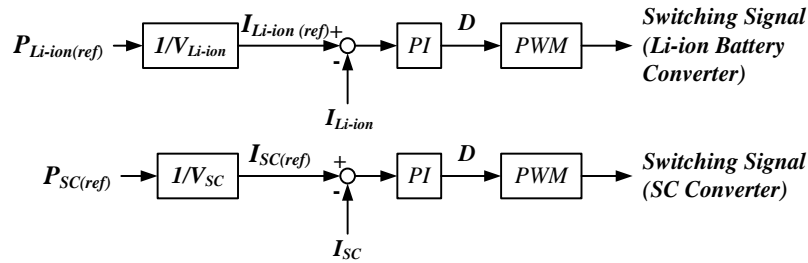 P_Li-ion(ref)
1/V_Li-ion
I_Li-ion (ref)
+
-
I_Li-ion
PI
D
PWM
Switching Signal
(Li-ion Battery
Converter)
P_SC(ref)
1/V_SC
I_SC(ref)
+
-
I_SC
PI
D
PWM
Switching Signal
(SC Converter)